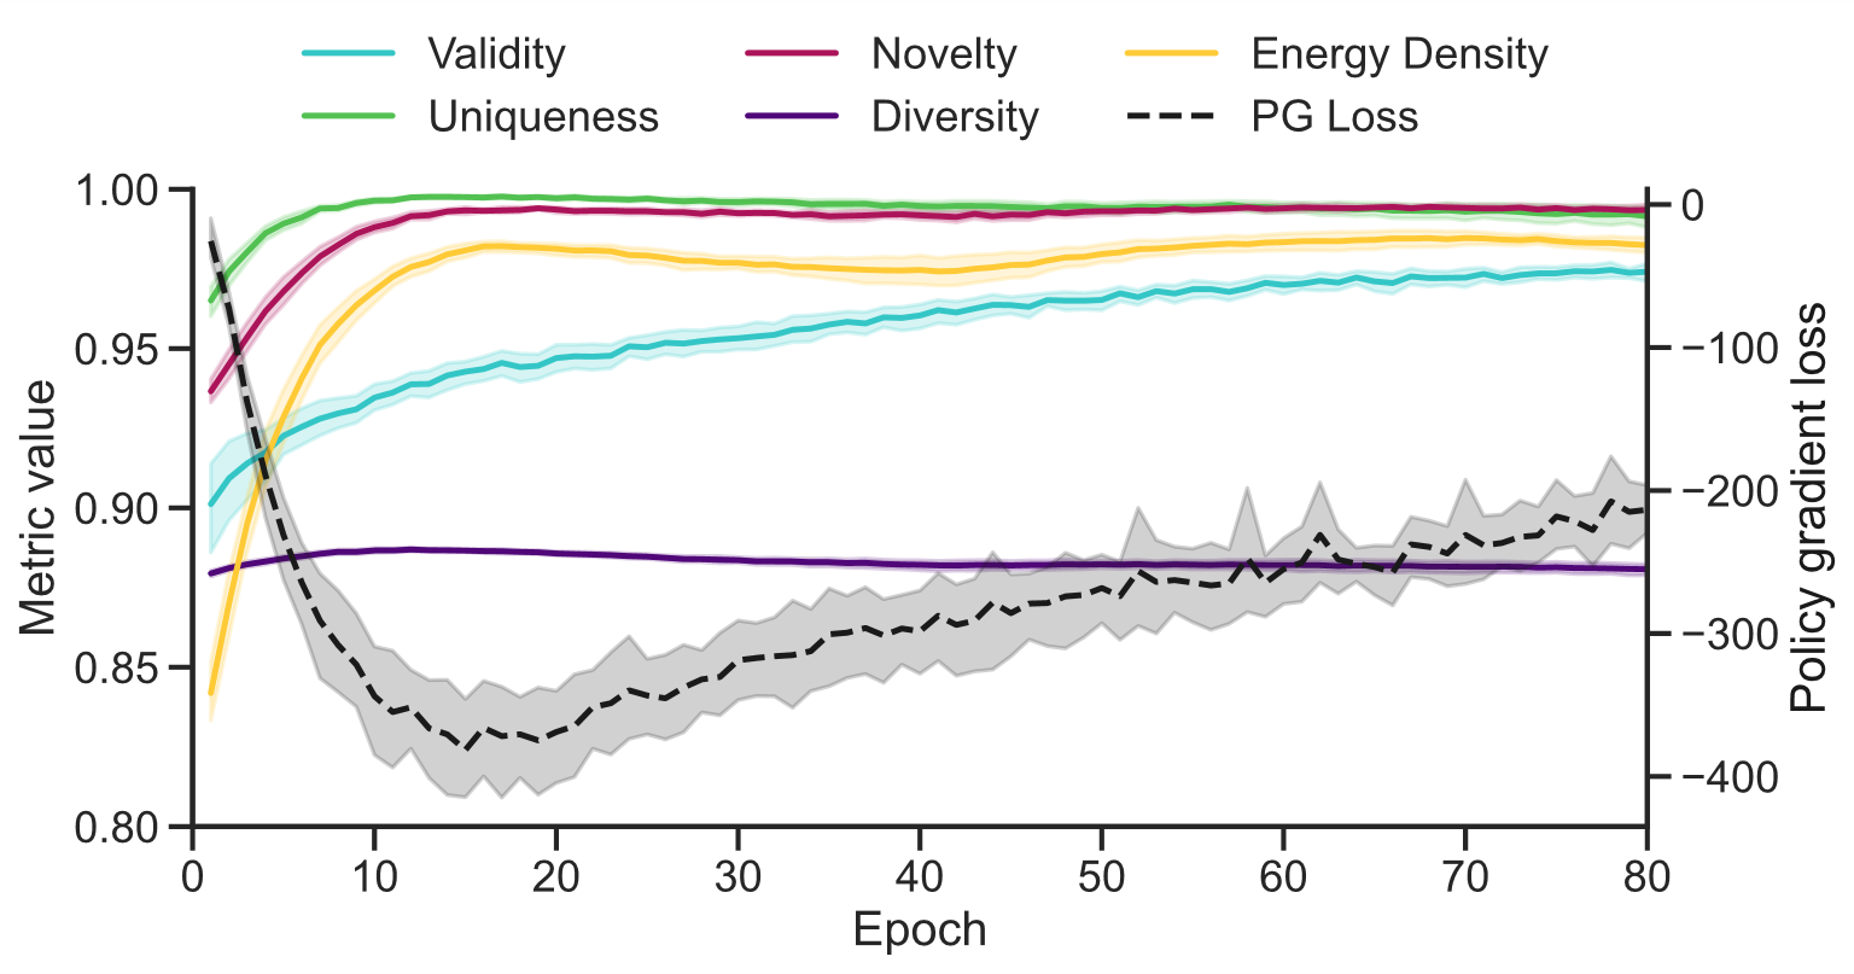 Validity Novelty Energy Density
Uniqueness Diversity PG Loss
1.00
0.95
0.90
0.85
0.80
Metric value
0
−100
−200
−300
−400
Policy gradient loss
0 10 20 30 40 50 60 70 80
Epoch